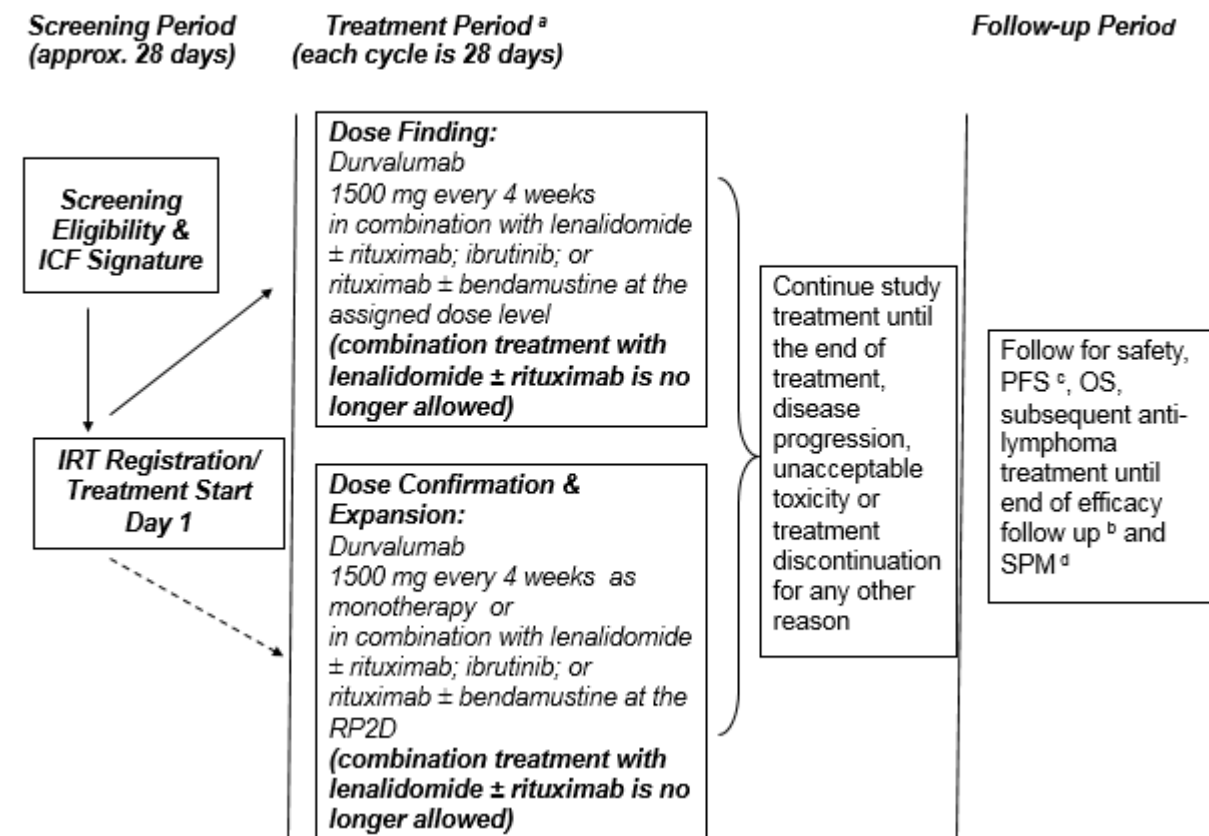 Screening Period
(approx. 28 days)
Treatment Period a
(each cycle is 28 days)
Follow-up Period
Screening
Eligibility &
ICF Signature
IRT Registration/
Treatment Start
Day 1
Dose Finding:
Durvalumab
1500 mg every 4 weeks
in combination with lenalidomide
± rituximab; ibrutinib; or
rituximab ± bendamustine at the
assigned dose level
(combination treatment with
lenalidomide ± rituximab is no
longer allowed)
Dose Confirmation &
Expansion:
Durvalumab
1500 mg every 4 weeks as
monotherapy or
in combination with lenalidomide
± rituximab; ibrutinib; or
rituximab ± bendamustine at the
RP2D
(combination treatment with
lenalidomide ± rituximab is no
longer allowed)
Continue study
treatment until
the end of
treatment,
disease
progression,
unacceptable
toxicity or
treatment
discontinuation
for any other
reason
Follow for safety,
PFS c, OS,
subsequent anti-
lymphoma
treatment until
end of efficacy
follow up b and
SPM d